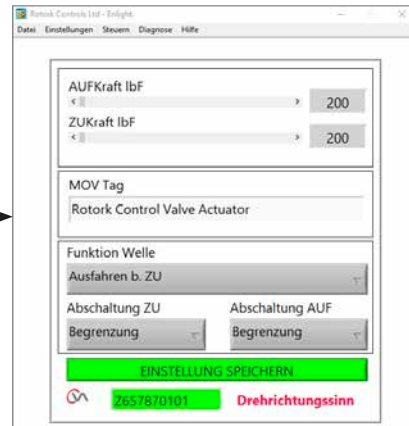 Rotork Controls Ltd - Enlight
Datei Einstellungen Steuern Diagnose Hilfe
AUFKraft lbF
200
ZUKraft lbF
200
MOV Tag
Rotork Control Valve Actuator
Funktion Welle
Ausfahren b. ZU
Abschaltung ZU Abschaltung AUF
Begrenzung Begrenzung
EINSTELLUNG SPEICHERN
Z657870101 Drehrichtungssinn